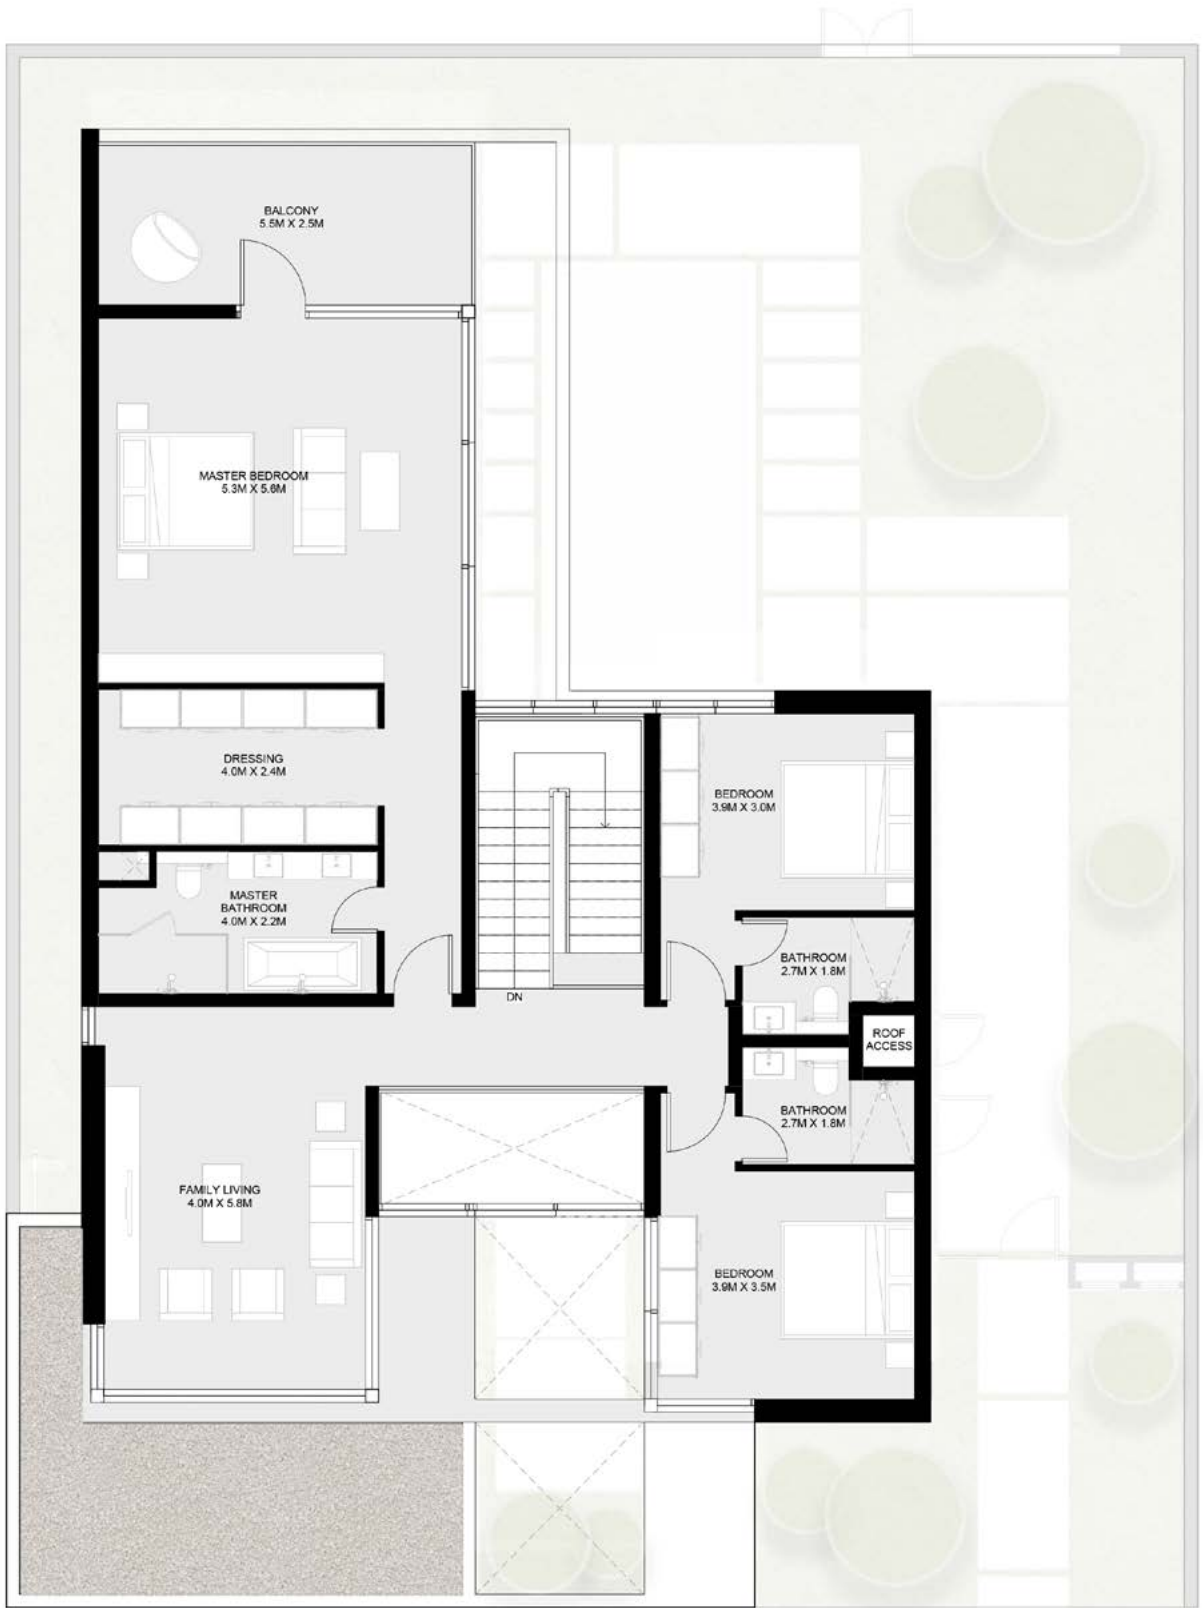 BALCONY
5.5M X 2.5M
MASTER BEDROOM
5.3M X 5.6M
DRESSING
4.0M X 2.4M
BEDROOM
3.9M X 3.0M
MASTER
BATHROOM
4.0M X 2.2M
BATHROOM
2.7M X 1.8M
DN
ROOF
ACCESS
BATHROOM
2.7M X 1.8M
FAMILY LIVING
4.0M X 5.8M
BEDROOM
3.9M X 3.5M